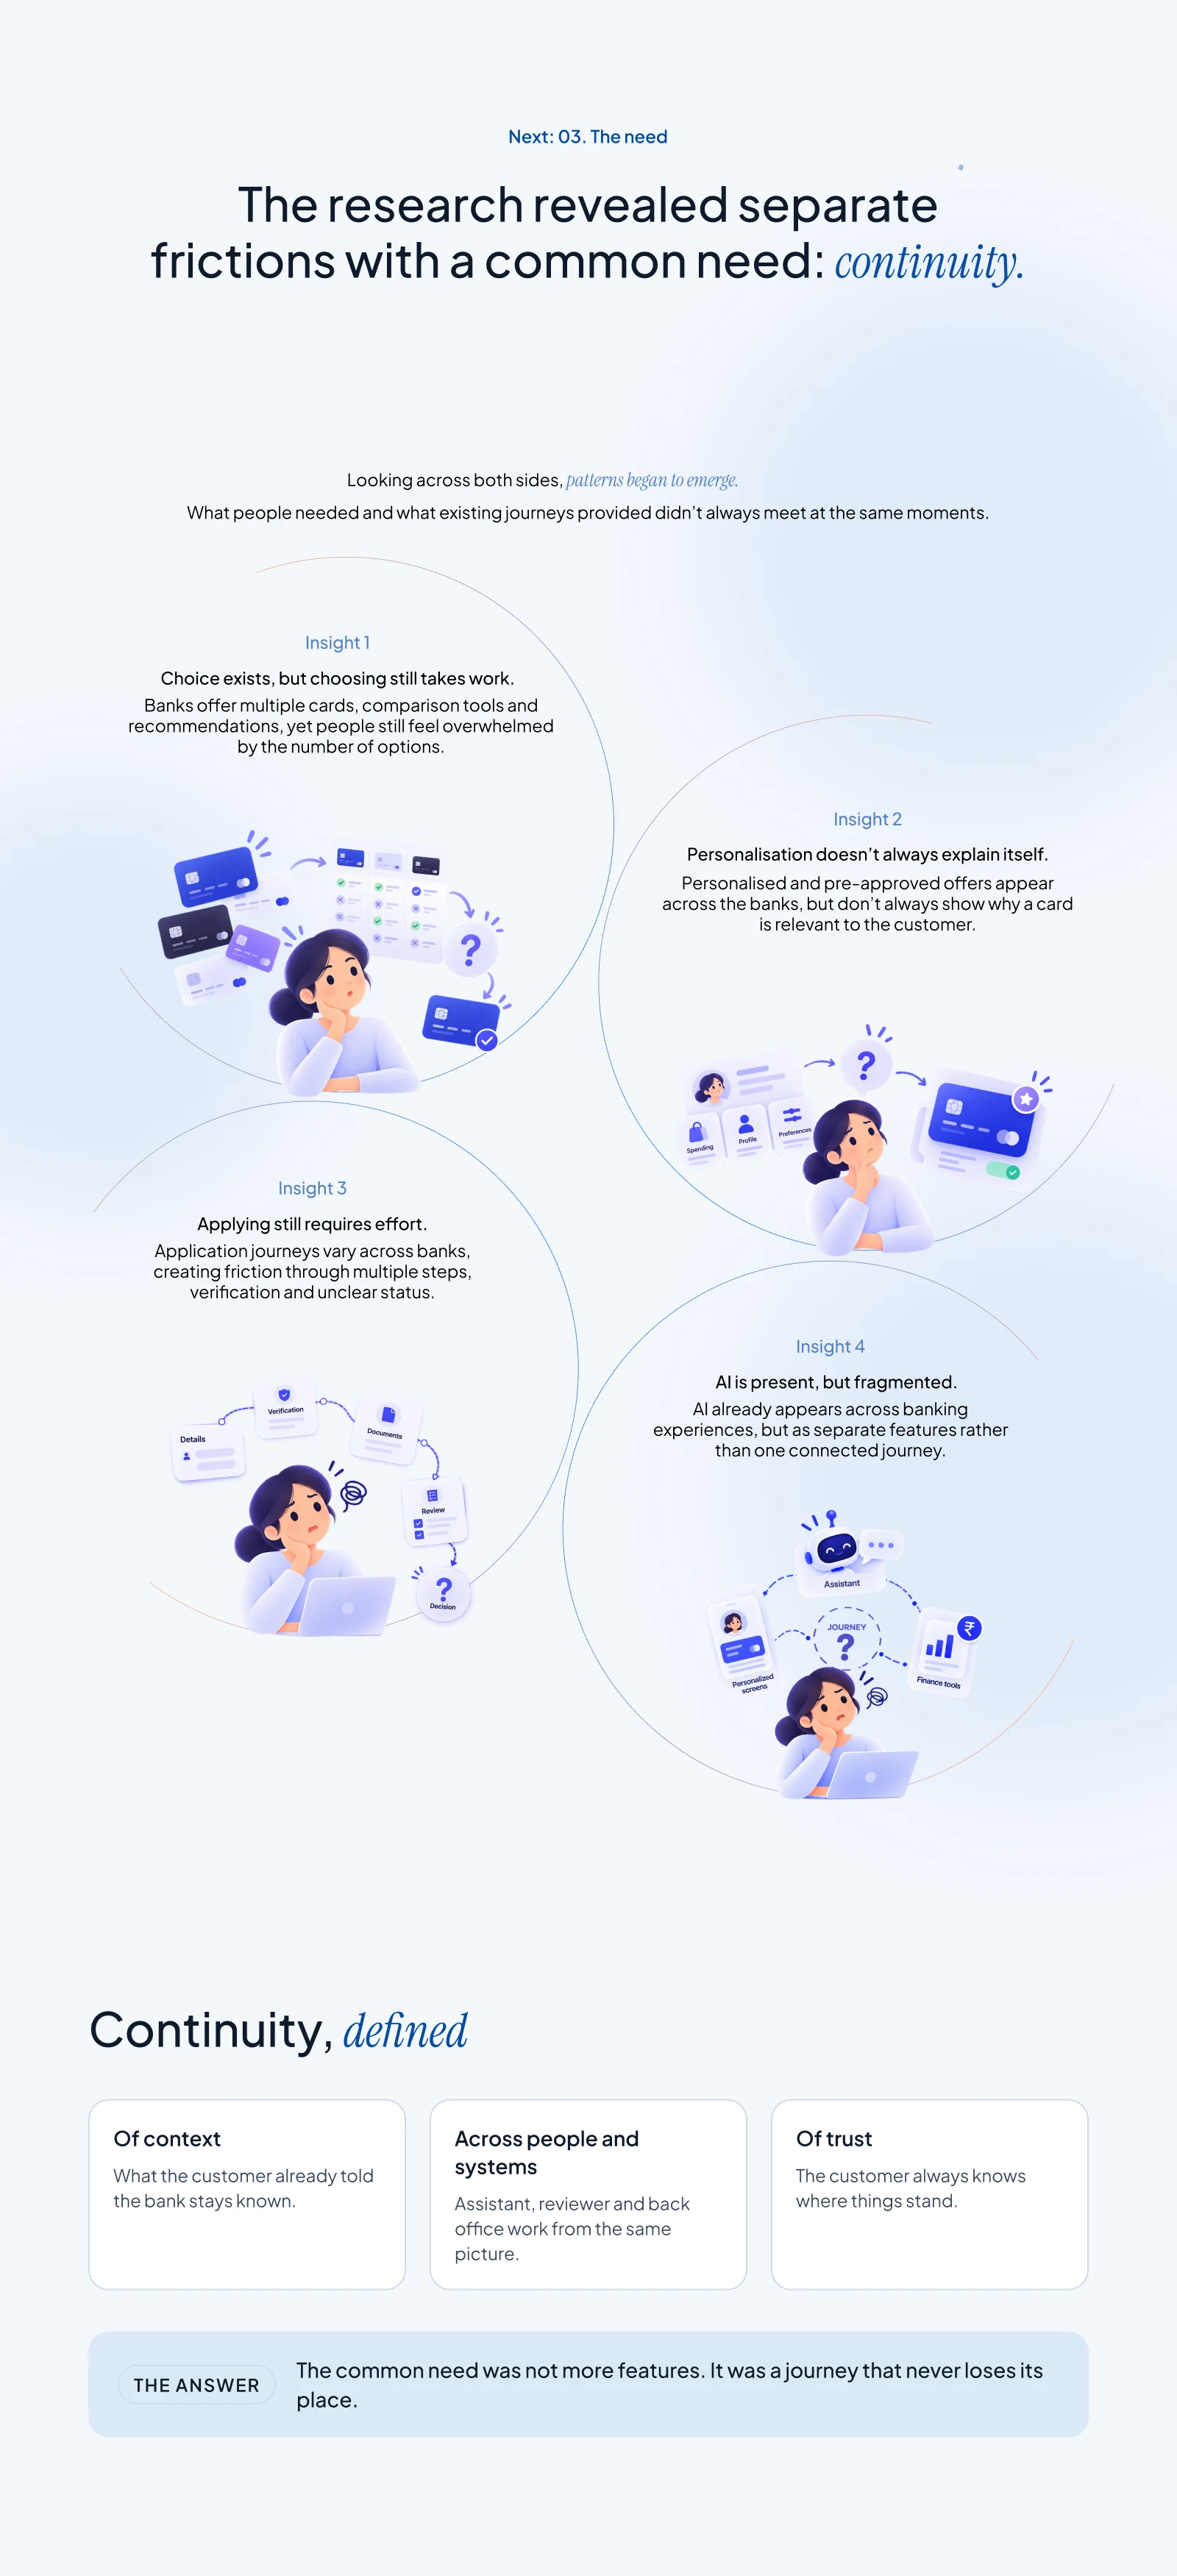 Next: 03. The need
The research revealed separate
frictions with a common need: continuity.
Looking across both sides, patterns began to emerge.
What people needed and what existing journeys provided didn’t always meet at the same moments.
Insight 1
Choice exists, but choosing still takes work.
Banks offer multiple cards, comparison tools and
recommendations, yet people still feel overwhelmed
by the number of options.
?
Insight 2
Personalisation doesn’t always explain itself.
Personalised and pre-approved offers appear
across the banks, but don’t always show why a card
is relevant to the customer.
?
Spending
Profile
Preferences
Insight 3
Applying still requires effort.
Application journeys vary across banks,
creating friction through multiple steps,
verification and unclear status.
Details
Verification
Documents
Review
?
Decision
Insight 4
AI is present, but fragmented.
AI already appears across banking
experiences, but as separate features rather
than one connected journey.
Assistant
JOURNEY
?
₹
Personalized
screens
Finance tools
Continuity, defined
Of context
What the customer already told
the bank stays known.
Across people and
systems
Assistant, reviewer and back
office work from the same
picture.
Of trust
The customer always knows
where things stand.
THE ANSWER
The common need was not more features. It was a journey that never loses its
place.